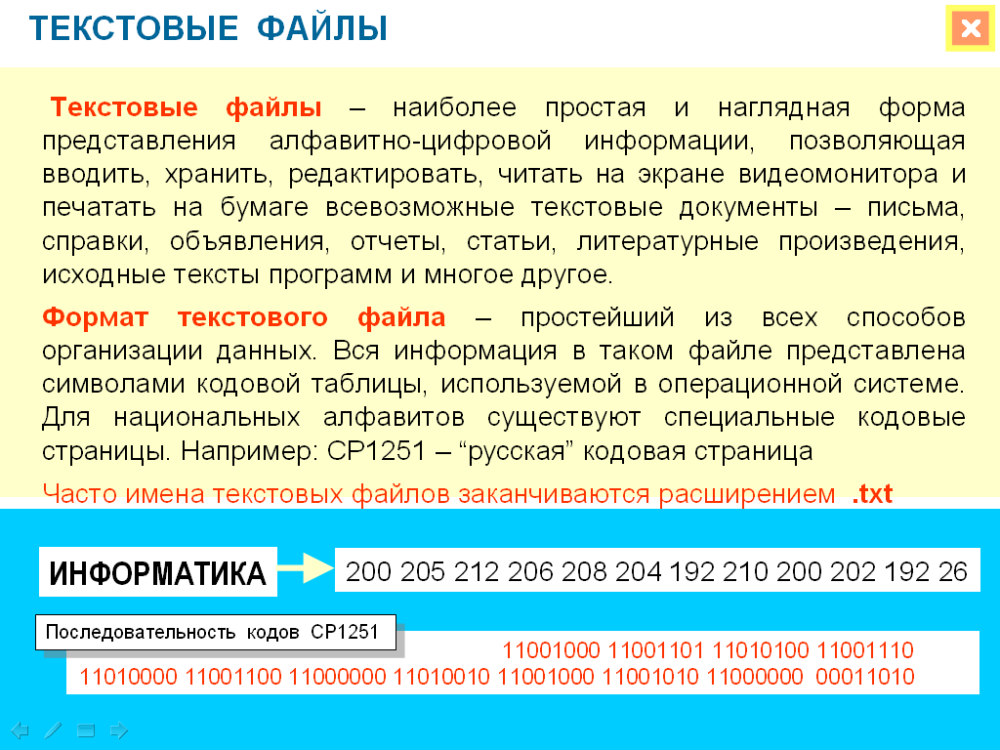 ТЕКСТОВЫЕ ФАЙЛЫ
Текстовые файлы – наиболее простая и наглядная форма
представления алфавитно-цифровой информации, позволяющая
вводить, хранить, редактировать, читать на экране видеомонитора и
печатать на бумаге всевозможные текстовые документы – письма,
справки, объявления, отчеты, статьи, литературные произведения,
исходные тексты программ и многое другое.
Формат текстового файла – простейший из всех способов
организации данных. Вся информация в таком файле представлена
символами кодовой таблицы, используемой в операционной системе.
Для национальных алфавитов существуют специальные кодовые
страницы. Например: CP1251 – “русская” кодовая страница
Часто имена текстовых файлов заканчиваются расширением .txt
ИНФОРМАТИКА
200 205 212 206 208 204 192 210 200 202 192 26
Последовательность кодов CP1251
11001000 11001101 11010100 11001110
11010000 11001100 11000000 11010010 11001000 11001010 11000000 00011010